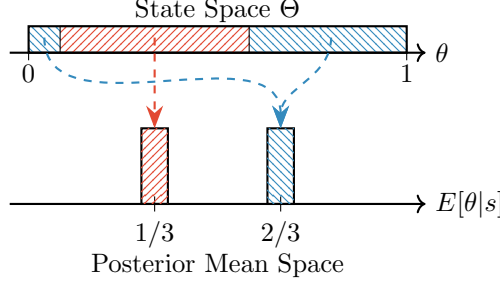 State Space Θ
θ
0 1
E[θ|s]
1/3 2/3
Posterior Mean Space